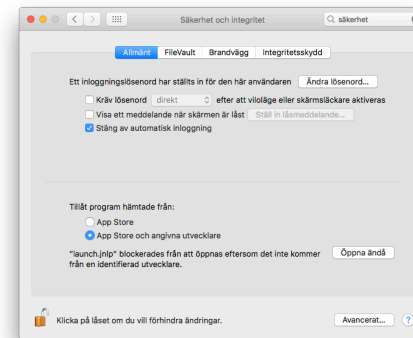 Säkerhet och integritet
säkerhet
Allmänt FileVault Brandvägg Integritetsskydd
Ett inloggningslösenord har ställts in för den här användaren Ändra lösenord...
Kräv lösenord direkt efter att viloläge eller skärmsläckare aktiveras
Visa ett meddelande när skärmen är låst Ställ in låsmeddelande...
Stäng av automatisk inloggning
Tillåt program hämtade från:
App Store
App Store och angivna utvecklare
"launch.jnlp" blockerades från att öppnas eftersom det inte kommer Öppna ändå
från en identifierad utvecklare.
Klicka på låset om du vill förhindra ändringar. Avancerat... ?